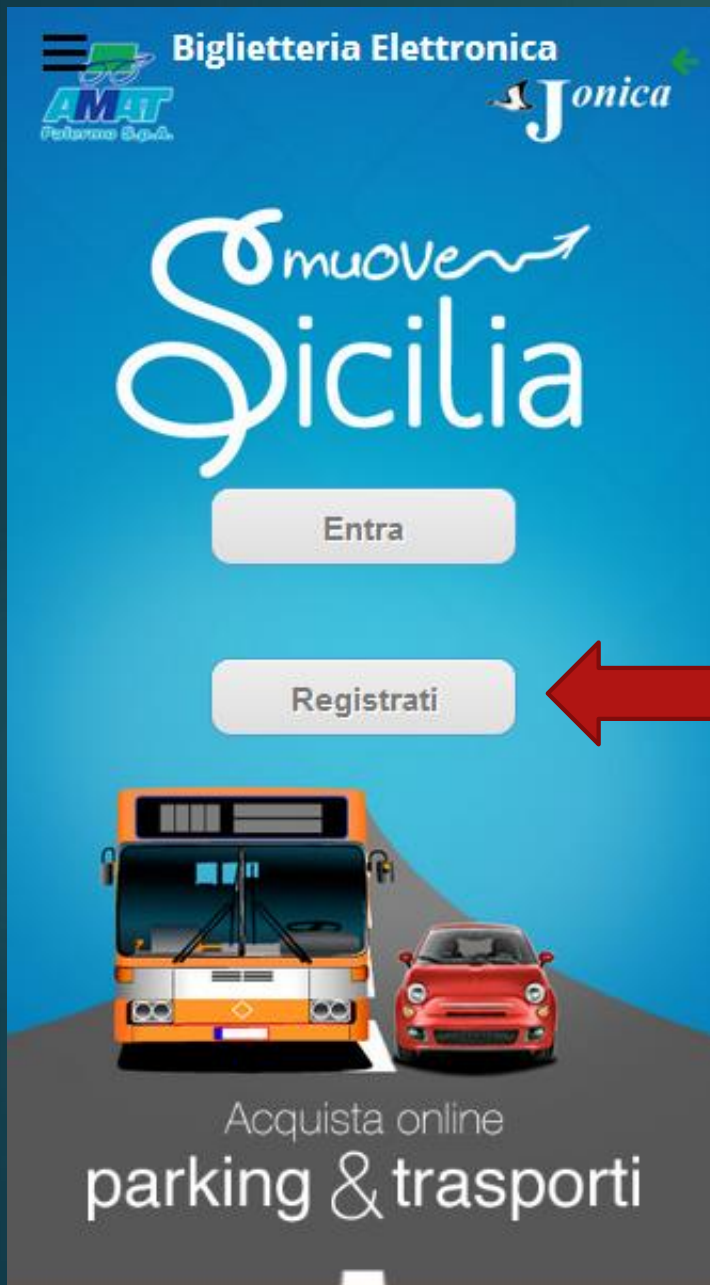 Biglietteria Elettronica
AMAT
Palermo S.p.A.
Jonica
muove
Sicilia
Entra
Registrati
Acquista online
parking & trasporti